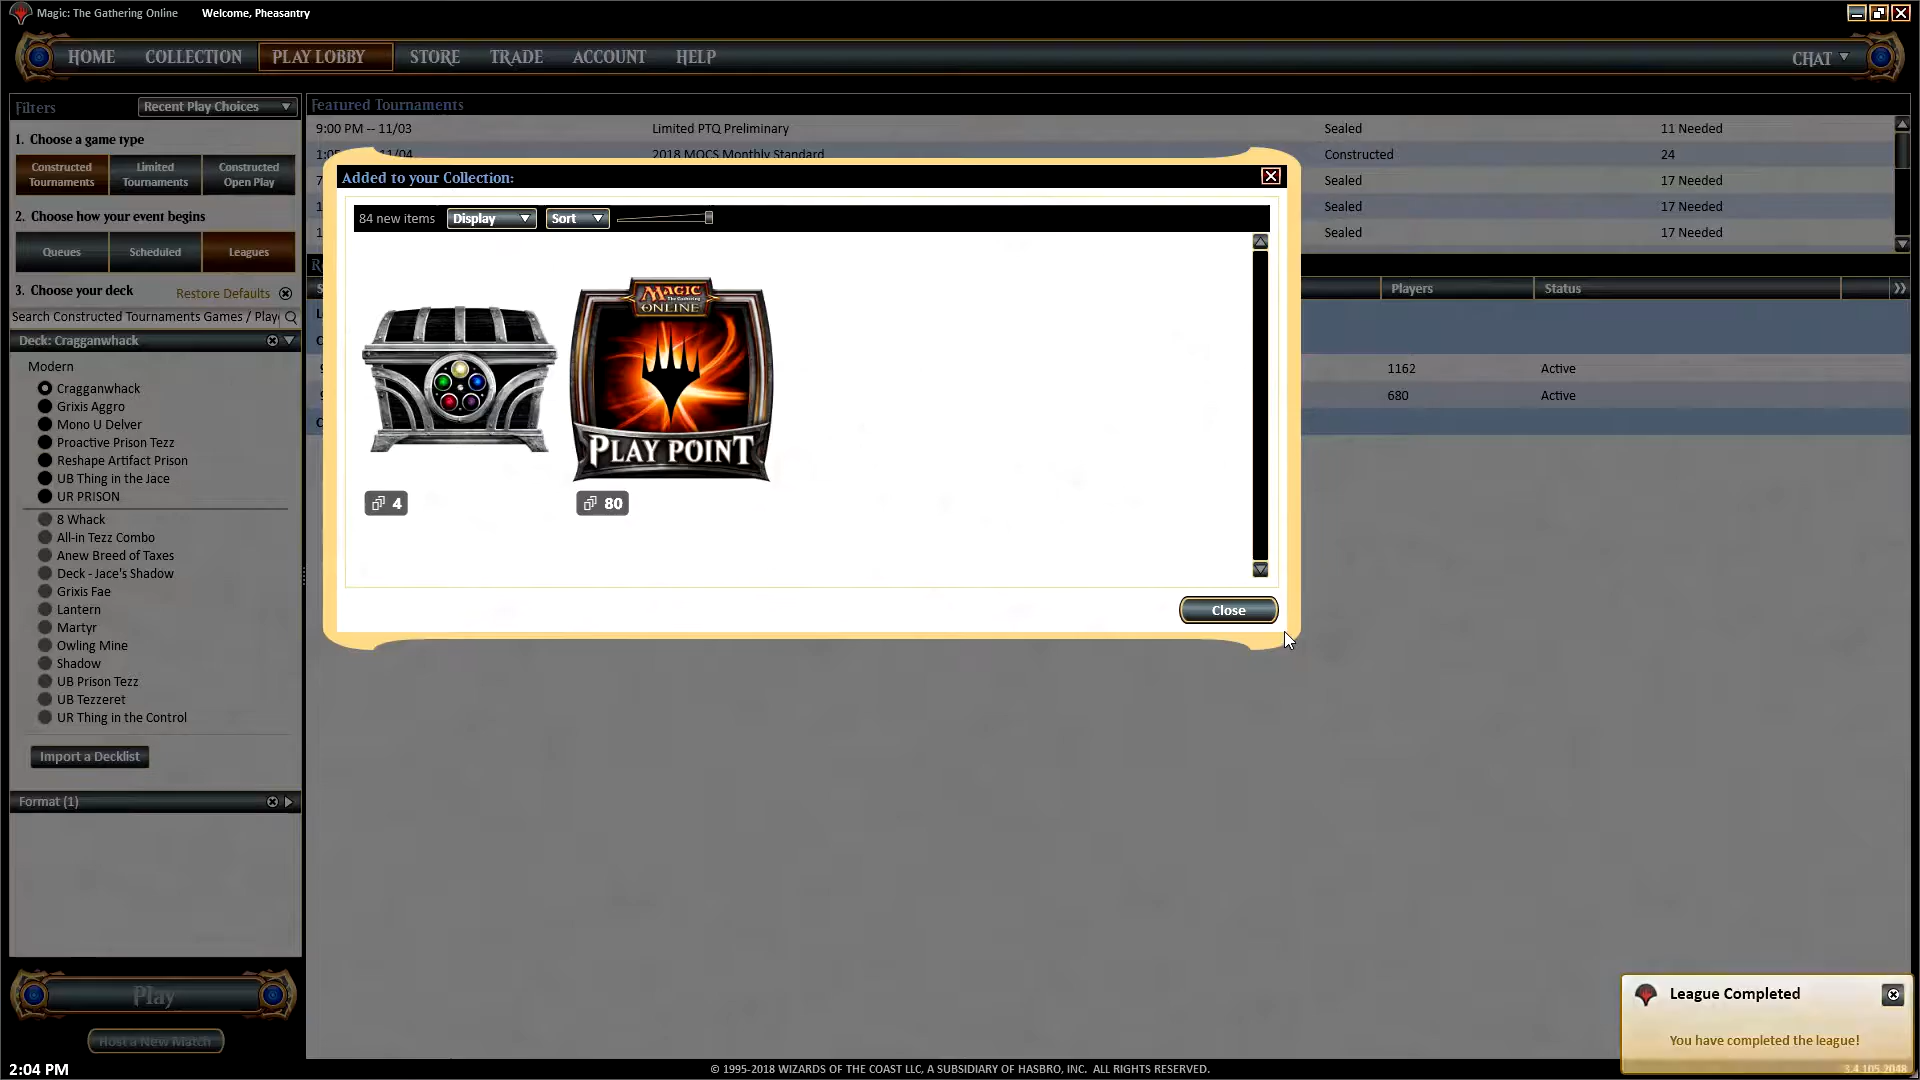 Magic: The Gathering Online Welcome, Pheasantry
HOME COLLECTION PLAY LOBBY STORE TRADE ACCOUNT HELP CHAT
Filters Recent Play Choices
1. Choose a game type
Constructed Tournaments
Limited Tournaments
Constructed Open Play
2. Choose how your event begins
Queues Scheduled Leagues
3. Choose your deck Restore Defaults
Search Constructed Tournaments Games / Play
Deck: Cragganwhack
Modern
Cragganwhack
Grixis Aggro
Mono U Delver
Proactive Prison Tezz
Reshape Artifact Prison
UB Thing in the Jace
UR PRISON
8 Whack
All-in Tezz Combo
Anew Breed of Taxes
Deck - Jace's Shadow
Grixis Fae
Lantern
Martyr
Owling Mine
Shadow
UB Prison Tezz
UB Tezzeret
UR Thing in the Control
Import a Decklist
Format (1)
Play
Host a New Match
2:04 PM
Featured Tournaments
9:00 PM -- 11/03 Limited PTQ Preliminary Sealed 11 Needed
11/04 2018 MOCS Monthly Standard Constructed 24
Sealed 17 Needed
Sealed 17 Needed
Sealed 17 Needed
Players Status
1162 Active
680 Active
Added to your Collection:
84 new items Display Sort
MAGIC
The Gathering
ONLINE
PLAY POINT
4 80
Close
League Completed
You have completed the league!
3.4.105.2048
© 1995-2018 WIZARDS OF THE COAST LLC, A SUBSIDIARY OF HASBRO, INC. ALL RIGHTS RESERVED.